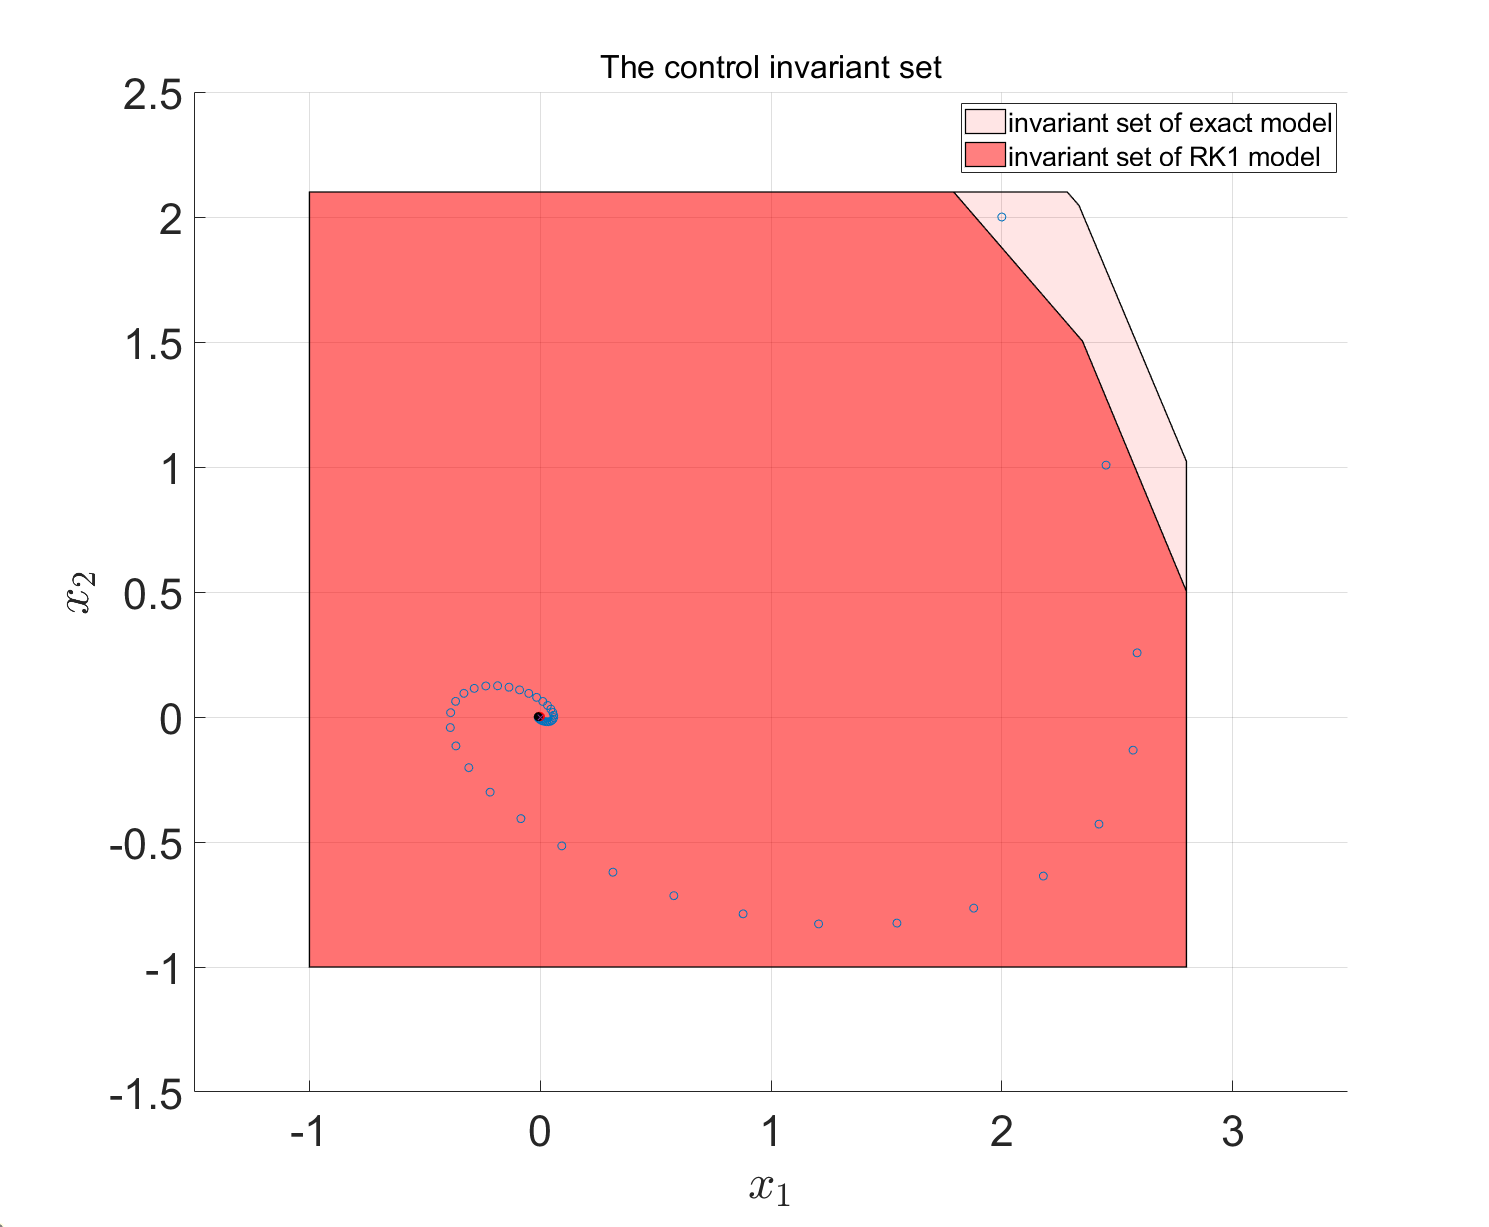 The control invariant set
invariant set of exact model
invariant set of RK1 model
2.5
2
1.5
1
0.5
0
-0.5
-1
-1.5
x₂
-1 0 1 2 3
x₁